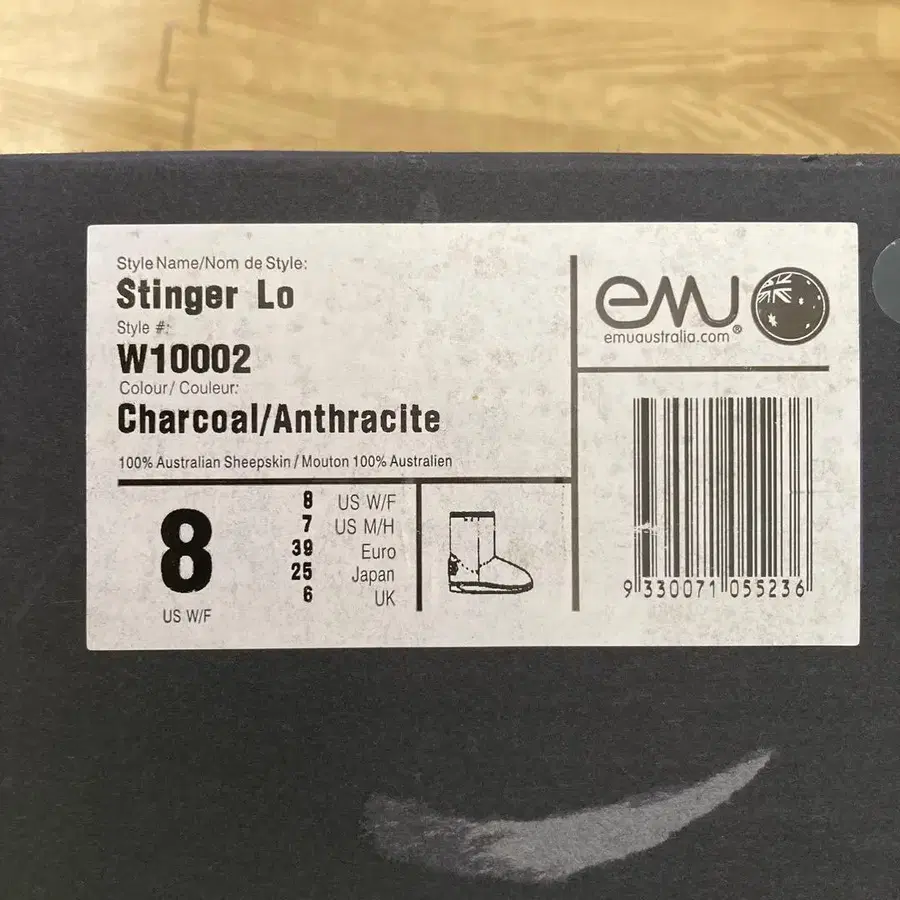 Style Name/Nom de Style:
Stinger Lo
Style #:
W10002
Colour/ Couleur:
Charcoal/Anthracite
100% Australian Sheepskin / Mouton 100% Australien
8
US W/F
8 US W/F
7 US M/H
39 Euro
25 Japan
6 UK
emu®
emuaustralia.com
9 330071 055236